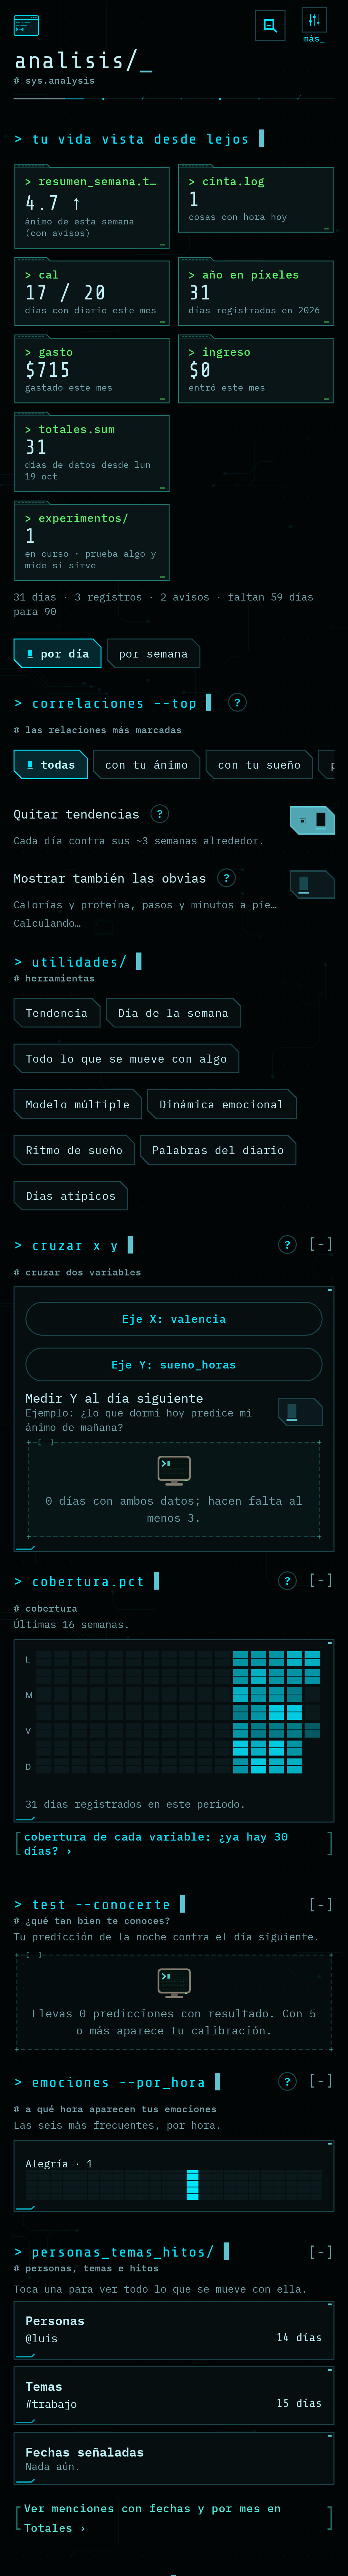 más_
analisis/_
# sys.analysis
> tu vida vista desde lejos
> resumen_semana.t…
4.7 ↑
ánimo de esta semana
(con avisos)
> cinta.log
1
cosas con hora hoy
> cal
17 / 20
días con diario este mes
> año en píxeles
31
días registrados en 2026
> gasto
$715
gastado este mes
> ingreso
$0
entró este mes
> totales.sum
31
días de datos desde lun
19 oct
> experimentos/
1
en curso · prueba algo y
mide si sirve
31 días · 3 registros · 2 avisos · faltan 59 días
para 90
por día
por semana
> correlaciones --top
?
# las relaciones más marcadas
todas
con tu ánimo
con tu sueño
Quitar tendencias
?
Cada día contra sus ~3 semanas alrededor.
Mostrar también las obvias
?
Calorías y proteína, pasos y minutos a pie…
Calculando…
> utilidades/
# herramientas
Tendencia
Día de la semana
Todo lo que se mueve con algo
Modelo múltiple
Dinámica emocional
Ritmo de sueño
Palabras del diario
Días atípicos
> cruzar x y
?
[-]
# cruzar dos variables
Eje X: valencia
Eje Y: sueno_horas
Medir Y al día siguiente
Ejemplo: ¿lo que dormí hoy predice mi
ánimo de mañana?
0 días con ambos datos; hacen falta al
menos 3.
> cobertura.pct
?
[-]
# cobertura
Últimas 16 semanas.
L
M
V
D
31 días registrados en este periodo.
cobertura de cada variable: ¿ya hay 30
días? ›
> test --conocerte
[-]
# ¿qué tan bien te conoces?
Tu predicción de la noche contra el día siguiente.
Llevas 0 predicciones con resultado. Con 5
o más aparece tu calibración.
> emociones --por_hora
?
[-]
# a qué hora aparecen tus emociones
Las seis más frecuentes, por hora.
Alegría · 1
> personas_temas_hitos/
[-]
# personas, temas e hitos
Toca una para ver todo lo que se mueve con ella.
Personas
@luis
14 días
Temas
#trabajo
15 días
Fechas señaladas
Nada aún.
Ver menciones con fechas y por mes en
Totales ›